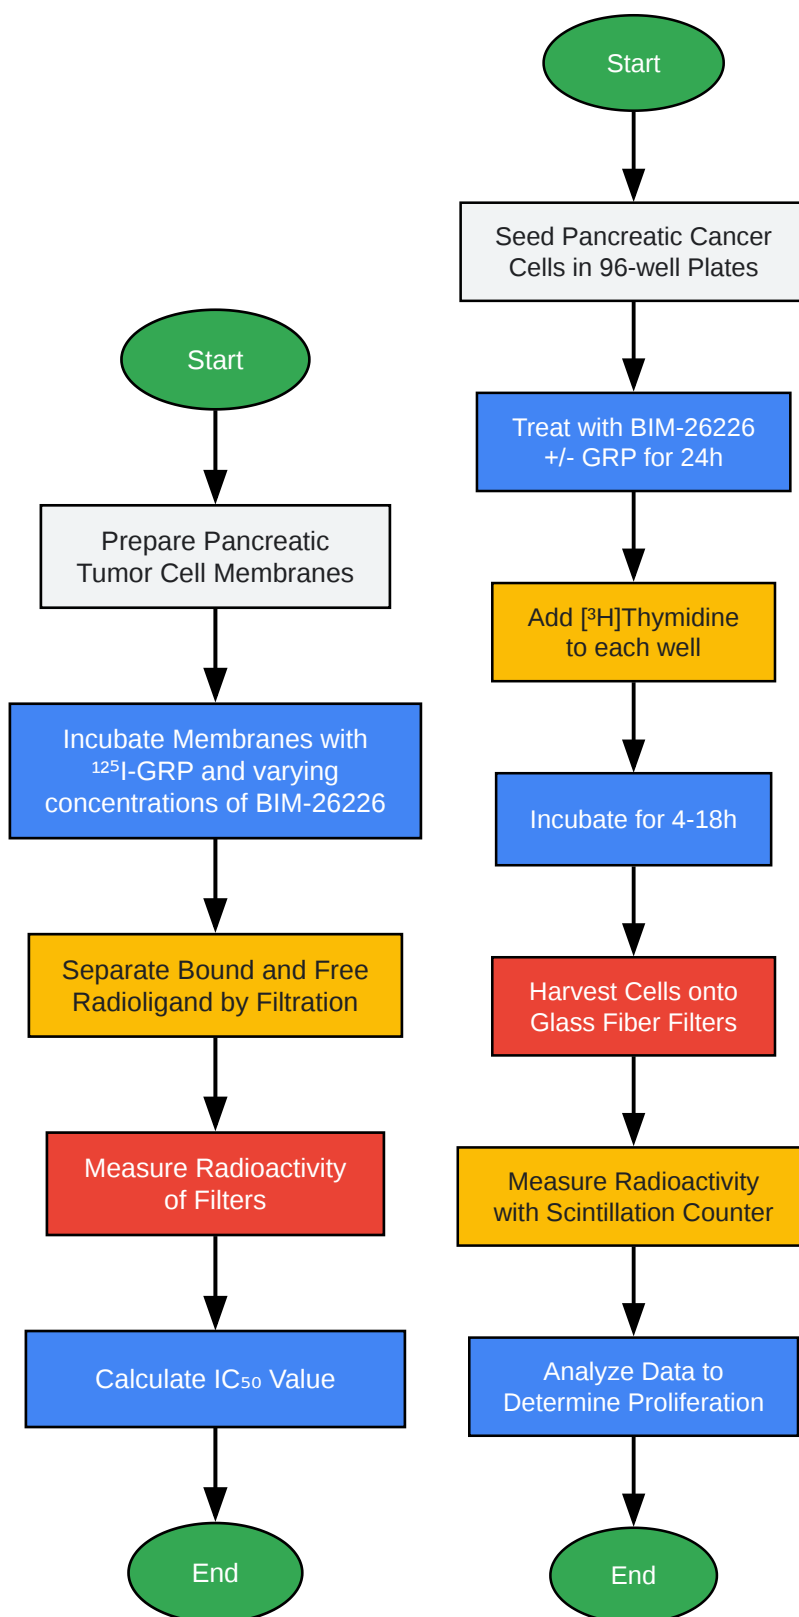 Start
Prepare Pancreatic
Tumor Cell Membranes
Incubate Membranes with
¹²⁵I-GRP and varying
concentrations of BIM-26226
Separate Bound and Free
Radioligand by Filtration
Measure Radioactivity
of Filters
Calculate IC₅₀ Value
End
Start
Seed Pancreatic Cancer
Cells in 96-well Plates
Treat with BIM-26226
+/- GRP for 24h
Add [³H]Thymidine
to each well
Incubate for 4-18h
Harvest Cells onto
Glass Fiber Filters
Measure Radioactivity
with Scintillation Counter
Analyze Data to
Determine Proliferation
End